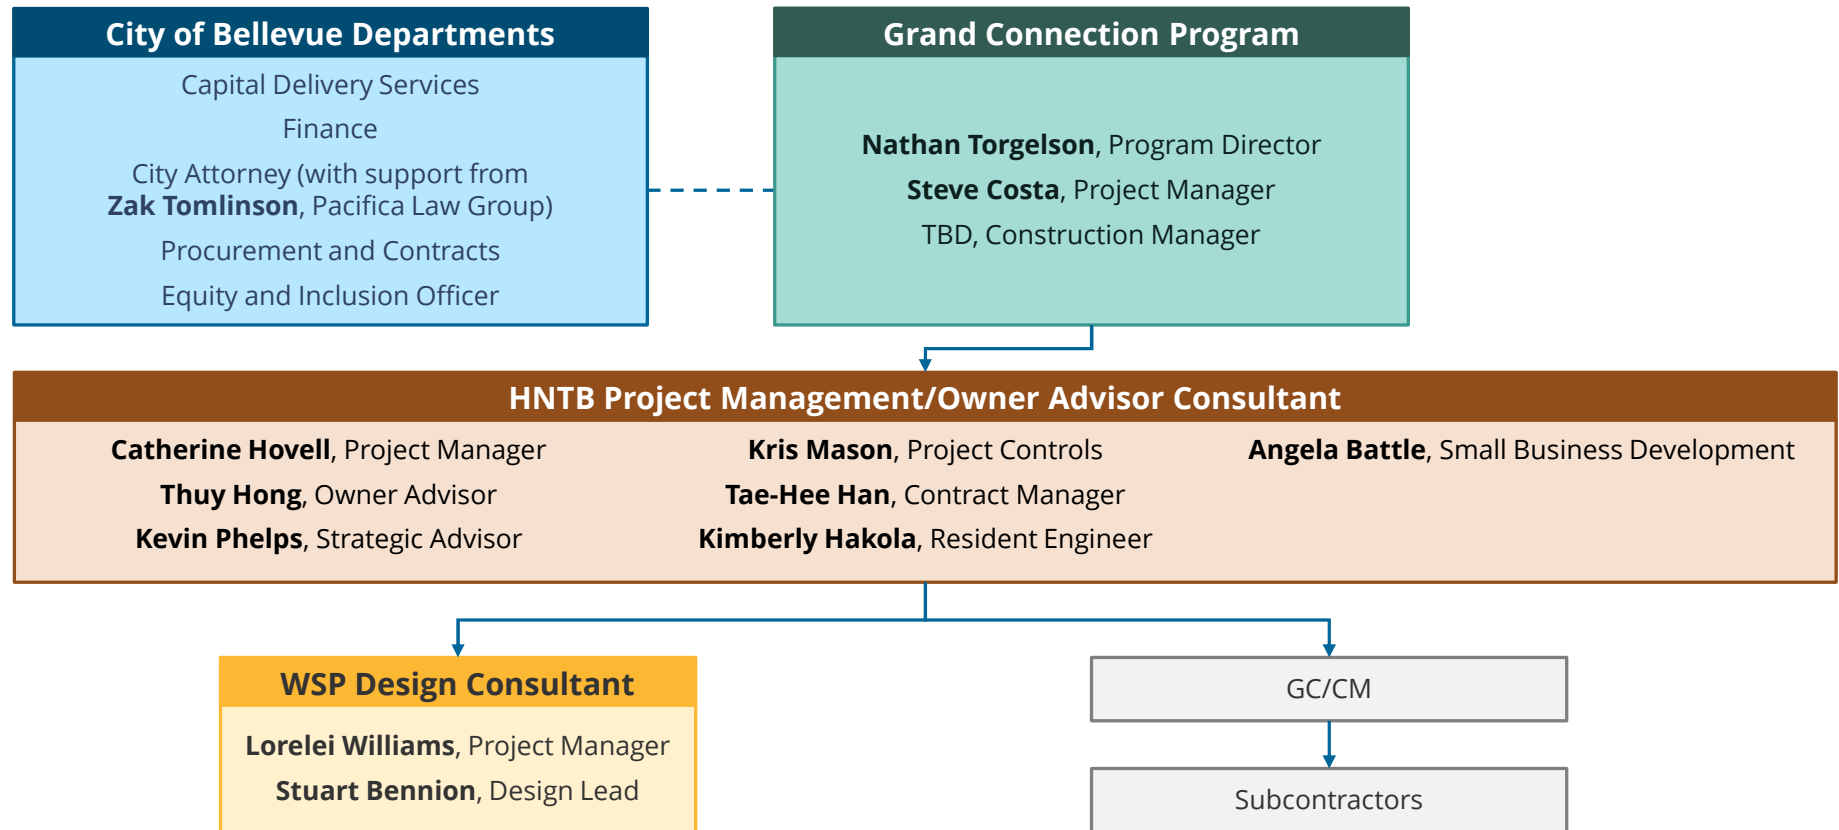 City of Bellevue Departments
Capital Delivery Services
Finance
City Attorney (with support from
Zak Tomlinson, Pacifica Law Group)
Procurement and Contracts
Equity and Inclusion Officer
Grand Connection Program
Nathan Torgelson, Program Director
Steve Costa, Project Manager
TBD, Construction Manager
HNTB Project Management/Owner Advisor Consultant
Catherine Hovell, Project Manager
Thuy Hong, Owner Advisor
Kevin Phelps, Strategic Advisor
Kris Mason, Project Controls
Tae-Hee Han, Contract Manager
Kimberly Hakola, Resident Engineer
Angela Battle, Small Business Development
WSP Design Consultant
Lorelei Williams, Project Manager
Stuart Bennion, Design Lead
GC/CM
Subcontractors